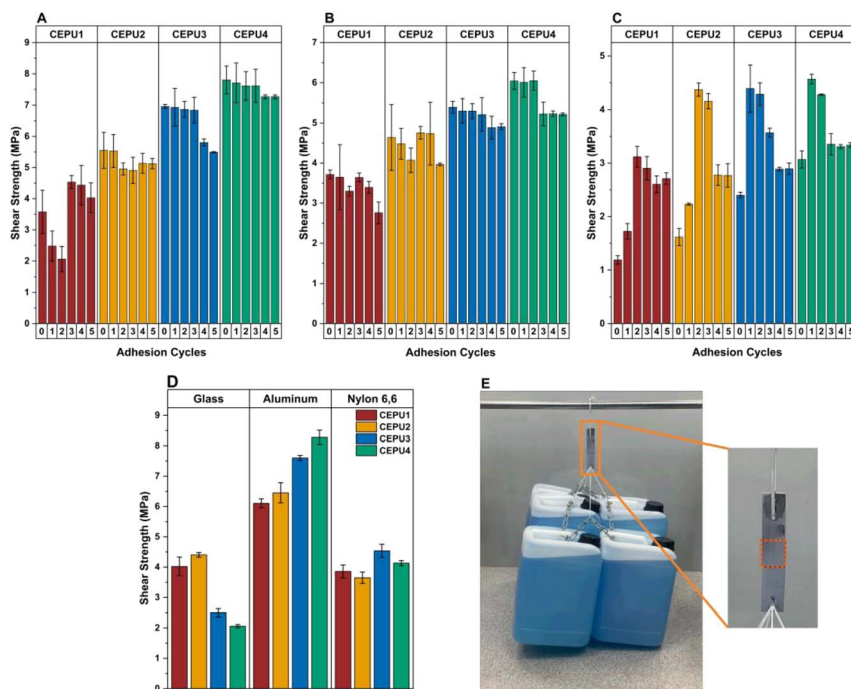 A
CEPU1 CEPU2 CEPU3 CEPU4
9
8
7
6
5
4
3
2
1
0
Shear Strength (MPa)
0 1 2 3 4 5 0 1 2 3 4 5 0 1 2 3 4 5 0 1 2 3 4 5
Adhesion Cycles
B
CEPU1 CEPU2 CEPU3 CEPU4
7
6
5
4
3
2
1
0
Shear Strength (MPa)
0 1 2 3 4 5 0 1 2 3 4 5 0 1 2 3 4 5 0 1 2 3 4 5
Adhesion Cycles
C
CEPU1 CEPU2 CEPU3 CEPU4
5
4
3
2
1
0
Shear Strength (MPa)
0 1 2 3 4 5 0 1 2 3 4 5 0 1 2 3 4 5 0 1 2 3 4 5
Adhesion Cycles
D
Glass Aluminum Nylon 6,6
CEPU1
CEPU2
CEPU3
CEPU4
9
8
7
6
5
4
3
2
1
0
Shear Strength (MPa)
E